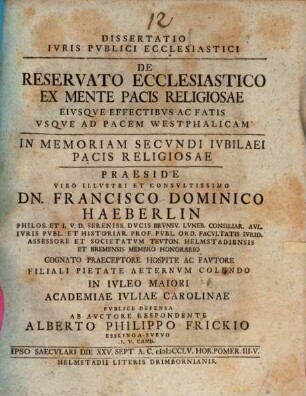 12
DISSERTATIO
IVRIS PVBLICI ECCLESIASTICI
DE
RESERVATO ECCLESIASTICO
EX MENTE PACIS RELIGIOSAE
EIVSQVE EFFECTIBVS AC FATIS
VSQVE AD PACEM WESTPHALICAM
IN MEMORIAM SECVNDI IVBILAEI
PACIS RELIGIOSAE
PRAESIDE
VIRO ILLVSTRI ET CONSVLTISSIMO
DN. FRANCISCO DOMINICO
HAEBERLIN
PHILOS. ET I. V. D. SERENISS. DVCIS BRVNSV. LVNEB. CONSILIAR. AVL.
IVRIS PVBL. ET HISTORIAR. PROF. PVBL. ORD. FACVLTATIS IVRID.
ASSESSORE ET SOCIETATVM TEVTON. HELMSTADIENSIS
ET BREMENSIS MEMBRO HONORARIO
COGNATO PRAECEPTORE HOSPITE AC FAVTORE
FILIALI PIETATE AETERNVM COLENDO
IN IVLEO MAIORI
ACADEMIAE IVLIAE CAROLINAE
PVBLICE DEFENSA
AB AVCTORE RESPONDENTE
ALBERTO PHILIPPO FRICKIO
ESSLINGA-SVEVO
I. V. CAND.
IPSO SAECVLARI DIE XXV. SEPT. A. C. cIɔIɔCCLV. HOR. POMER. III-V.
HELMSTADII LITERIS DRIMBORNIANIS.